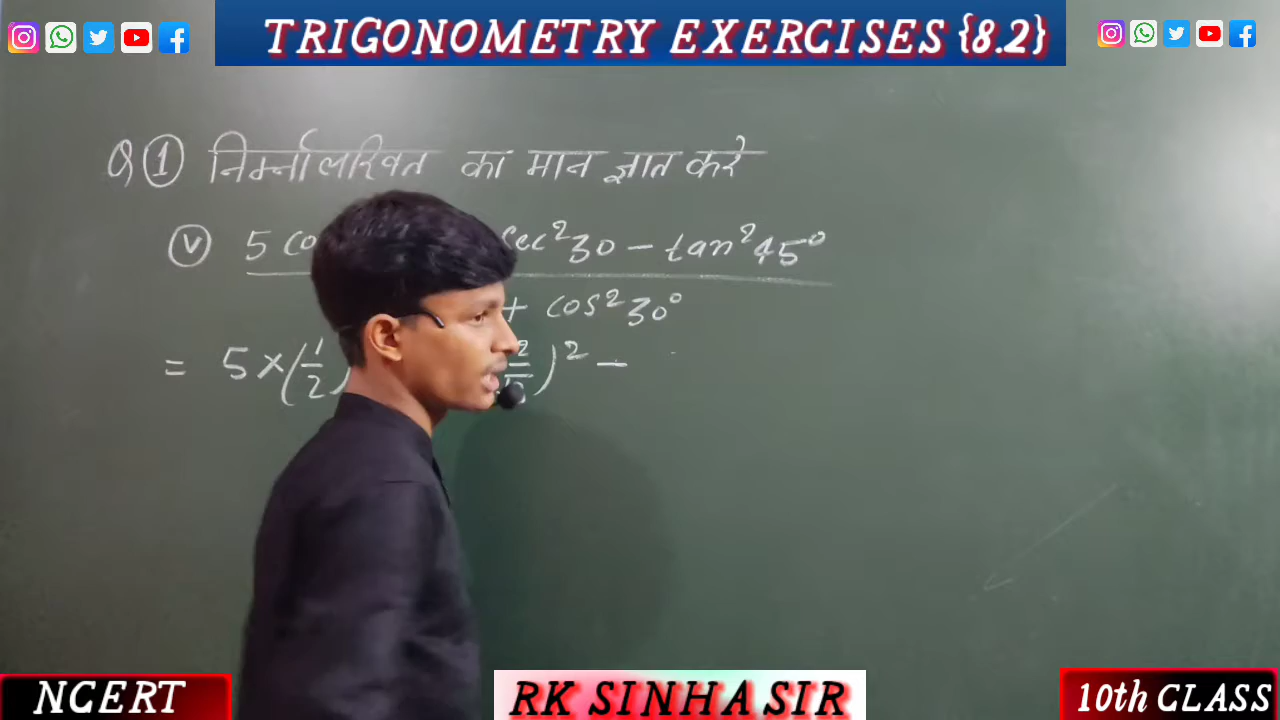 TRIGONOMETRY EXERCISES {8.2}
Q ① निम्नलिखित का मान ज्ञात करे
ⓥ 5 co sec²30 - tan²45°
+ cos²30°
= 5×(1/2) )² -
NCERT
RK SINHA SIR
10th CLASS